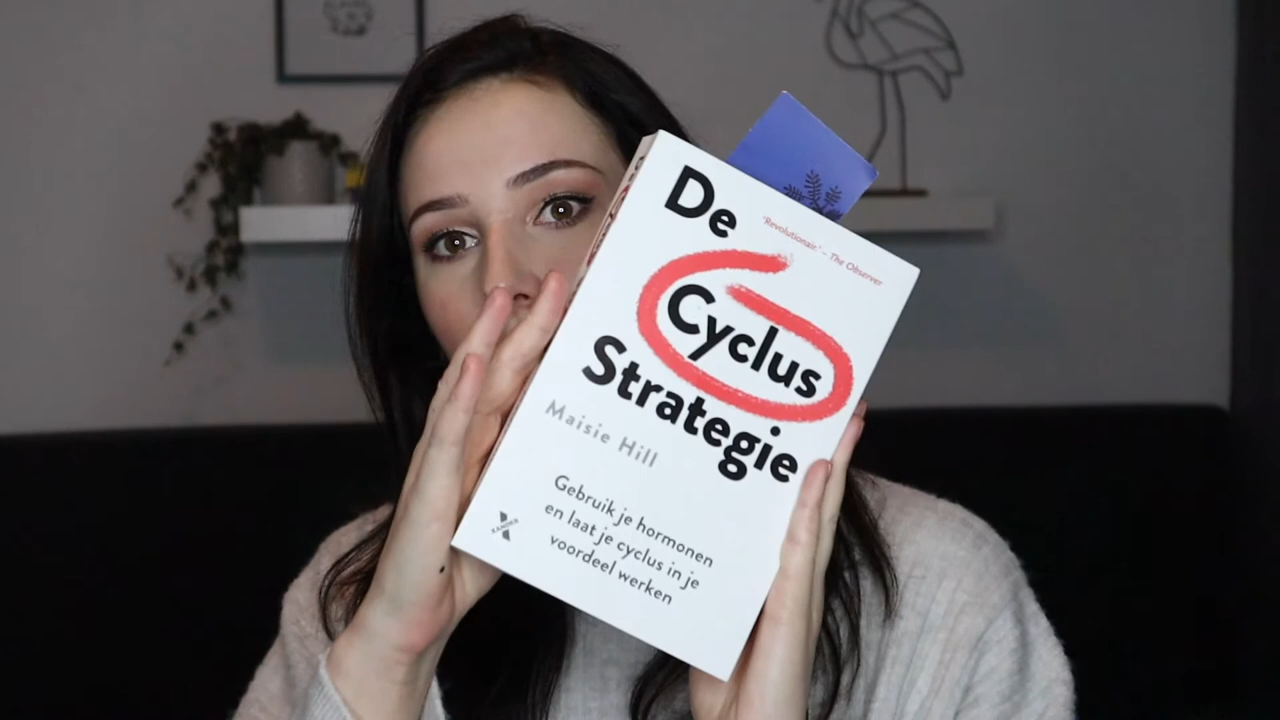 De
'Revolutionair.' – The Observer
Cyclus
Strategie
Maisie Hill
Gebruik je hormonen
en laat je cyclus in je
voordeel werken
XANDER